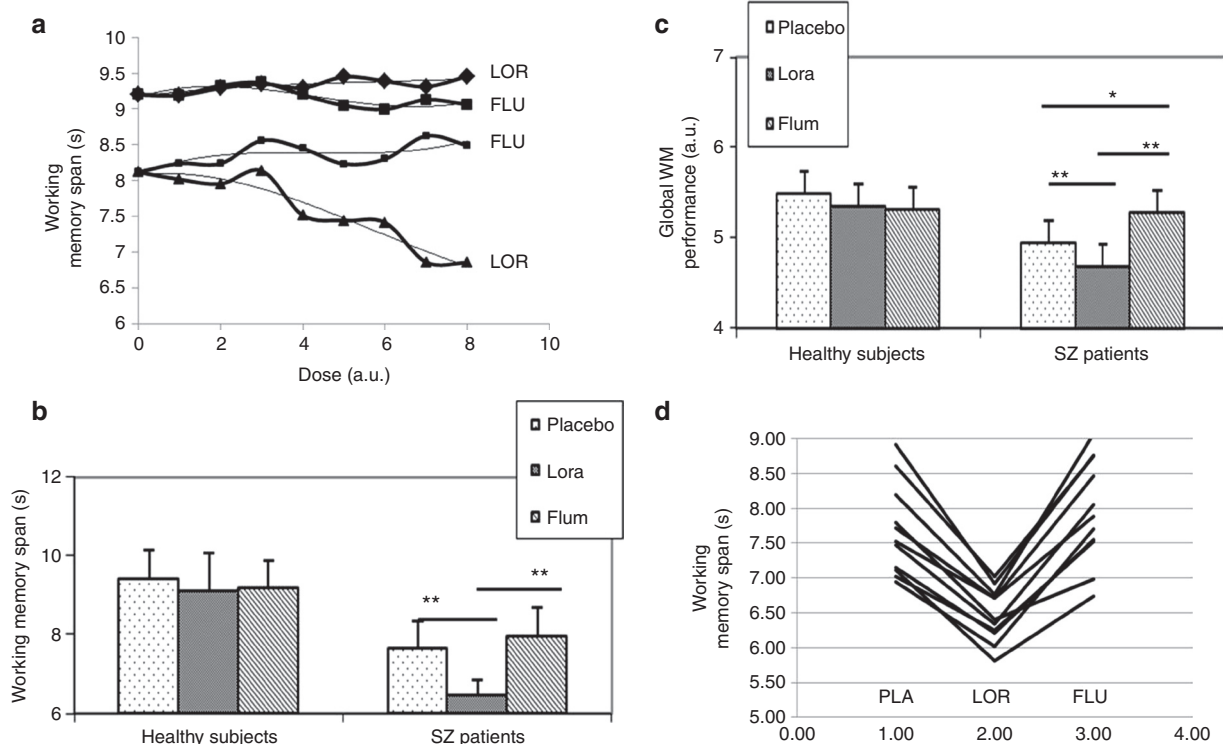 a
10
9.5
9
8.5
8
7.5
7
6.5
6
Working
memory span (s)
LOR
FLU
FLU
LOR
0
2
4
6
8
10
Dose (a.u.)
c
Placebo
Lora
Flum
7
6
5
4
Global WM
performance (a.u.)
*
**
**
Healthy subjects
SZ patients
b
Placebo
Lora
Flum
12
10
8
6
Working memory span (s)
**
**
Healthy subjects
SZ patients
d
9.00
8.50
8.00
7.50
7.00
6.50
6.00
5.50
5.00
Working
memory span (s)
PLA
LOR
FLU
0.00
1.00
2.00
3.00
4.00